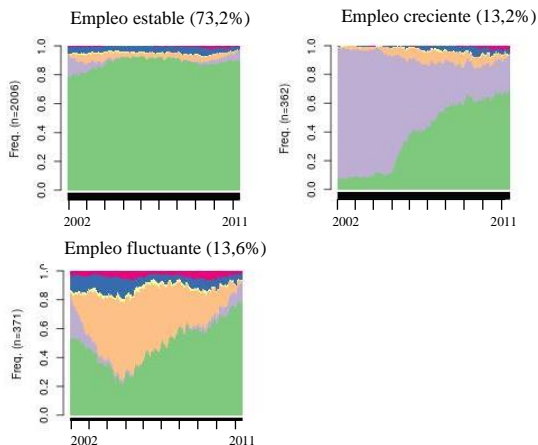 Empleo estable (73,2%)
Freq. (n=2006)
0.0 0.2 0.4 0.6 0.8 1.0
2002 2011
Empleo creciente (13,2%)
Freq. (n=362)
0.0 0.2 0.4 0.6 0.8 1.0
2002 2011
Empleo fluctuante (13,6%)
Freq. (n=371)
0.0 0.2 0.4 0.6 0.8 1.0
2002 2011